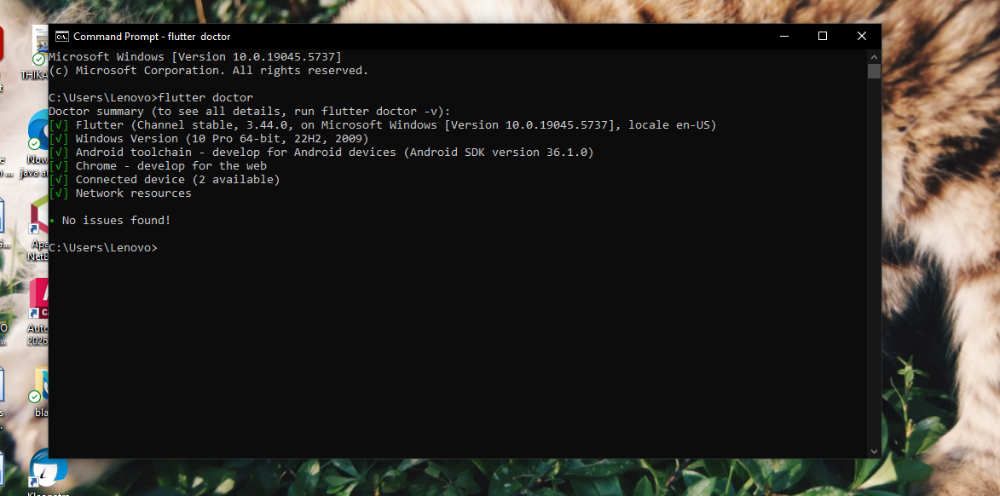 Command Prompt - flutter doctor
Microsoft Windows [Version 10.0.19045.5737]
(c) Microsoft Corporation. All rights reserved.
C:\Users\Lenovo>flutter doctor
Doctor summary (to see all details, run flutter doctor -v):
[√] Flutter (Channel stable, 3.44.0, on Microsoft Windows [Version 10.0.19045.5737], locale en-US)
[√] Windows Version (10 Pro 64-bit, 22H2, 2009)
[√] Android toolchain - develop for Android devices (Android SDK version 36.1.0)
[√] Chrome - develop for the web
[√] Connected device (2 available)
[√] Network resources
• No issues found!
C:\Users\Lenovo>
THIKA
Now
java a
Apa
NetB
Auto
2026
bla